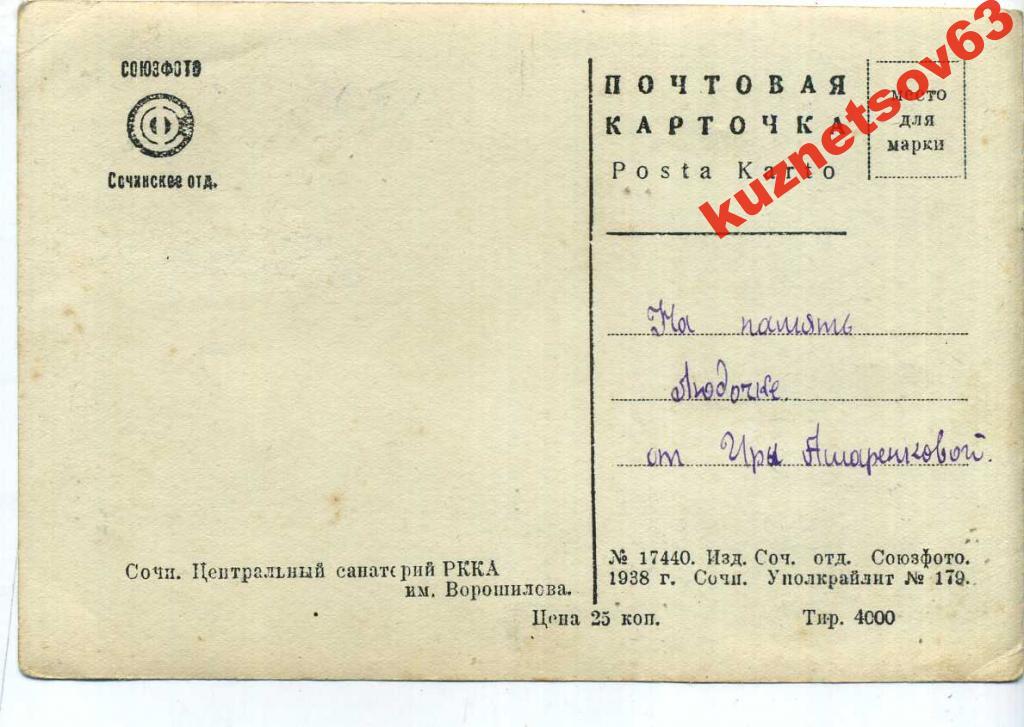 СОЮЗФОТО
Сочинское отд.
ПОЧТОВАЯ
КАРТОЧКА
Posta Karto
место
для
марки
kuznetsov63
На память
Людочке.
от Иры
Сочи. Центральный санаторий РККА
им. Ворошилова.
№ 17440. Изд. Соч. отд. Союзфото.
1938 г. Сочи. Уполкрайлит № 179.
Цена 25 коп.
Тир. 4000